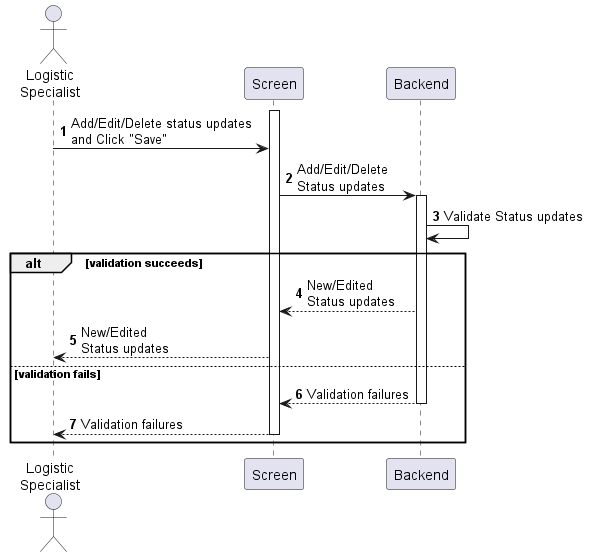 Logistic
Specialist
Screen
Backend
1 Add/Edit/Delete status updates
and Click "Save"
2 Add/Edit/Delete
Status updates
3 Validate Status updates
alt [validation succeeds]
4 New/Edited
Status updates
5 New/Edited
Status updates
[validation fails]
6 Validation failures
7 Validation failures
Logistic
Specialist
Screen
Backend